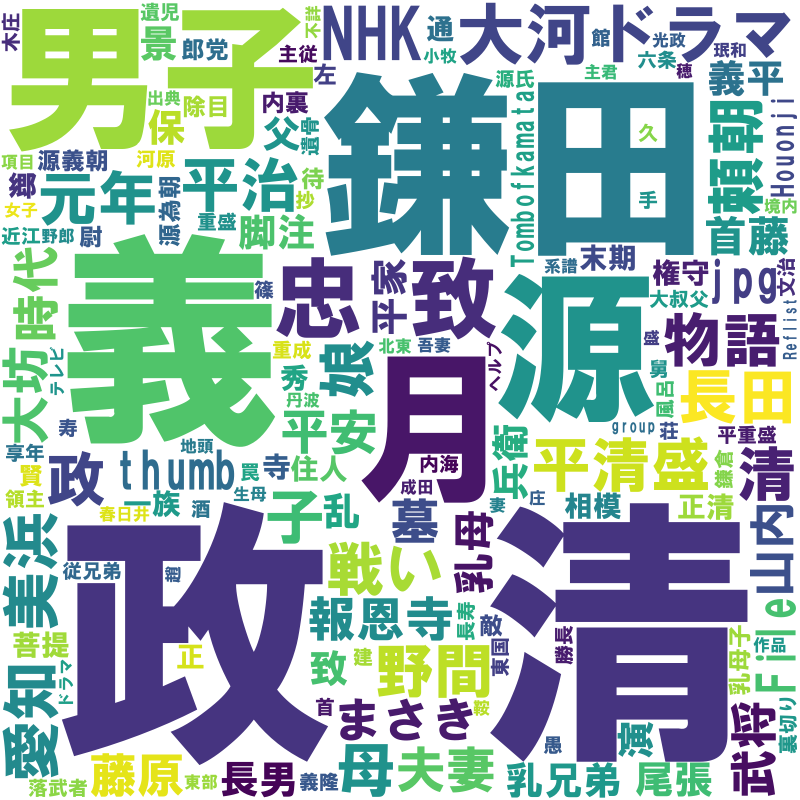 遺児
不詳
木庄
男子
景
郎党
主従
NHK
通
小牧
大河ドラマ
館
光政
六条
穂
珉和
出典
除目
内裏
左
源氏
主君
義
平
保
父
遺骨
項目
源義朝
河原
鎌田
久
手
頼朝
Houonji
郷
元年
平治
待
抄
TombofKamata
女子
源為朝
重盛
境内
近江
野郎
尉
脚注
首
藤
時代
義
篠
忠
平家
致
系譜
末期
権守
jpg
文治
大叔父
源
盛
物語
Reflist
大坊
テレビ
重成
娘
北東
吾妻
ヘルプ
秀
月
丹波
舅
風呂
長田
寿
地頭
平安
group
荘
平重盛
享年
賢
領主
政
thumb
罠
寺
住人
内海
兵衛
平清盛
鎌倉
清
生母
成田
妻
庄
春日井
一族
酒
子
乱
墓
乳母
相模
正清
山内
美浜
政
戦い
清
従兄弟
趙
報恩寺
長寿
敵
東国
勝長
File
菩提
正
致
建
野間
乳母子
作品
ドラマ
愛知
首
まさき
鞍
演
裏切り
武将
愚
落武者
藤原
東部
長男
義隆
母
夫妻
乳兄弟
尾張